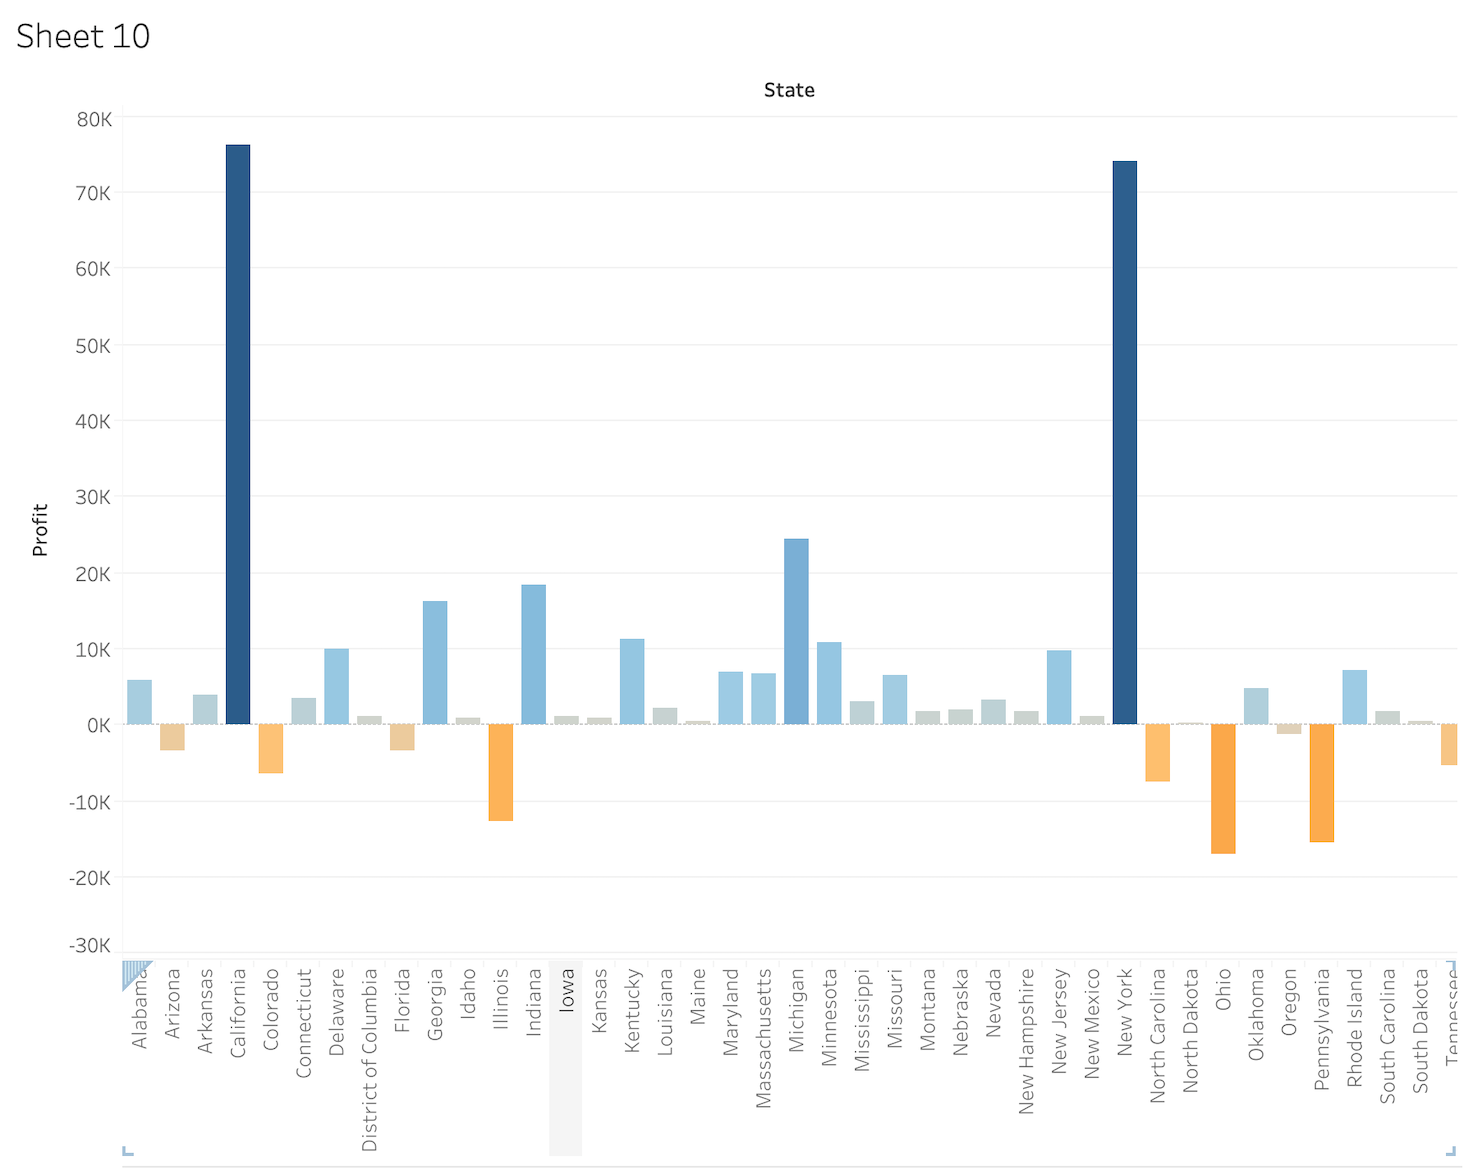 Sheet 10
State
80K
70K
60K
50K
40K
30K
20K
10K
0K
-10K
-20K
-30K
Profit
Alabama
Arizona
Arkansas
California
Colorado
Connecticut
Delaware
District of Columbia
Florida
Georgia
Idaho
Illinois
Indiana
Iowa
Kansas
Kentucky
Louisiana
Maine
Maryland
Massachusetts
Michigan
Minnesota
Mississippi
Missouri
Montana
Nebraska
Nevada
New Hampshire
New Jersey
New Mexico
New York
North Carolina
North Dakota
Ohio
Oklahoma
Oregon
Pennsylvania
Rhode Island
South Carolina
South Dakota
Tennessee